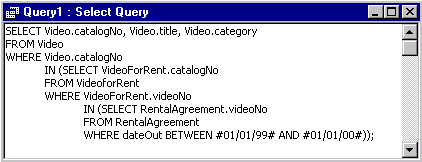 Query1 : Select Query
SELECT Video.catalogNo, Video.title, Video.category
FROM Video
WHERE Video.catalogNo
IN (SELECT VideoForRent.catalogNo
FROM VideoforRent
WHERE VideoForRent.videoNo
IN (SELECT RentalAgreement.videoNo
FROM RentalAgreement
WHERE dateOut BETWEEN #01/01/99# AND #01/01/00#));